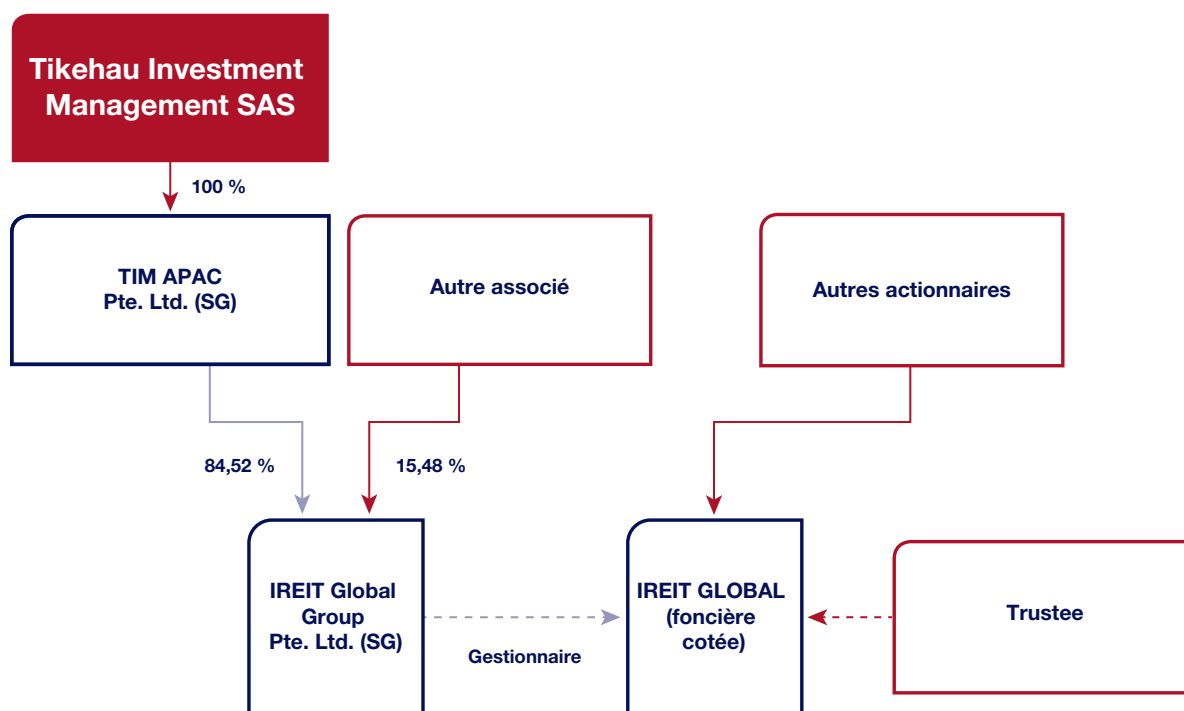 Tikehau Investment
Management SAS
100 %
TIM APAC
Pte. Ltd. (SG)
Autre associé
Autres actionnaires
84,52 %
15,48 %
IREIT Global
Group
Pte. Ltd. (SG)
Gestionnaire
IREIT GLOBAL
(foncière
cotée)
Trustee